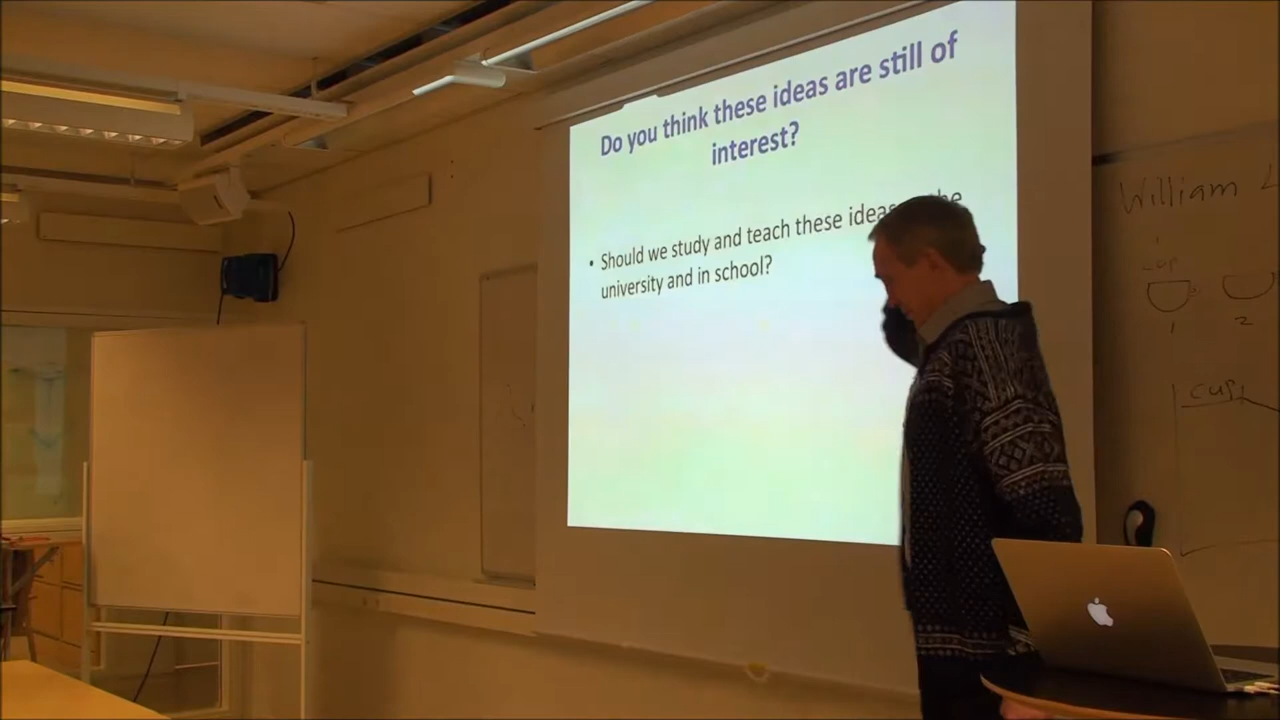 Do you think these ideas are still of
interest?
• Should we study and teach these ideas
university and in school?
William
cup
1
2
cup